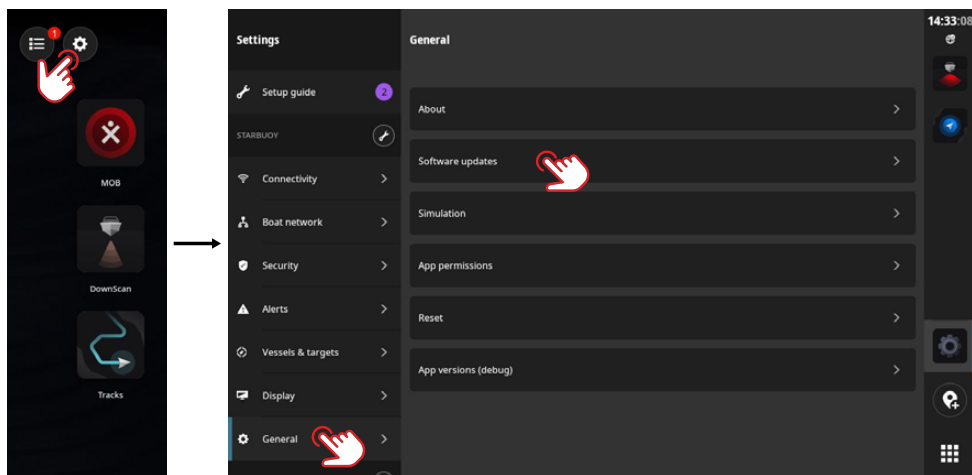 1
MOB
DownScan
Tracks
Settings
Setup guide
2
STARBUOY
Connectivity
Boat network
Security
Alerts
Vessels & targets
Display
General
General
About
Software updates
Simulation
App permissions
Reset
App versions (debug)
14:33:08